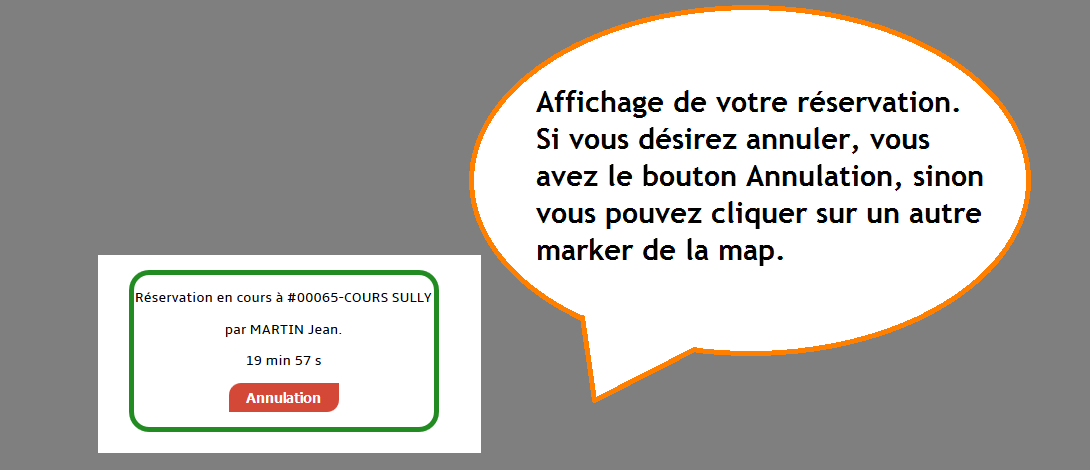 Affichage de votre réservation.
Si vous désirez annuler, vous
avez le bouton Annulation, sinon
vous pouvez cliquer sur un autre
marker de la map.
Réservation en cours à #00065-COURS SULLY
par MARTIN Jean.
19 min 57 s
Annulation